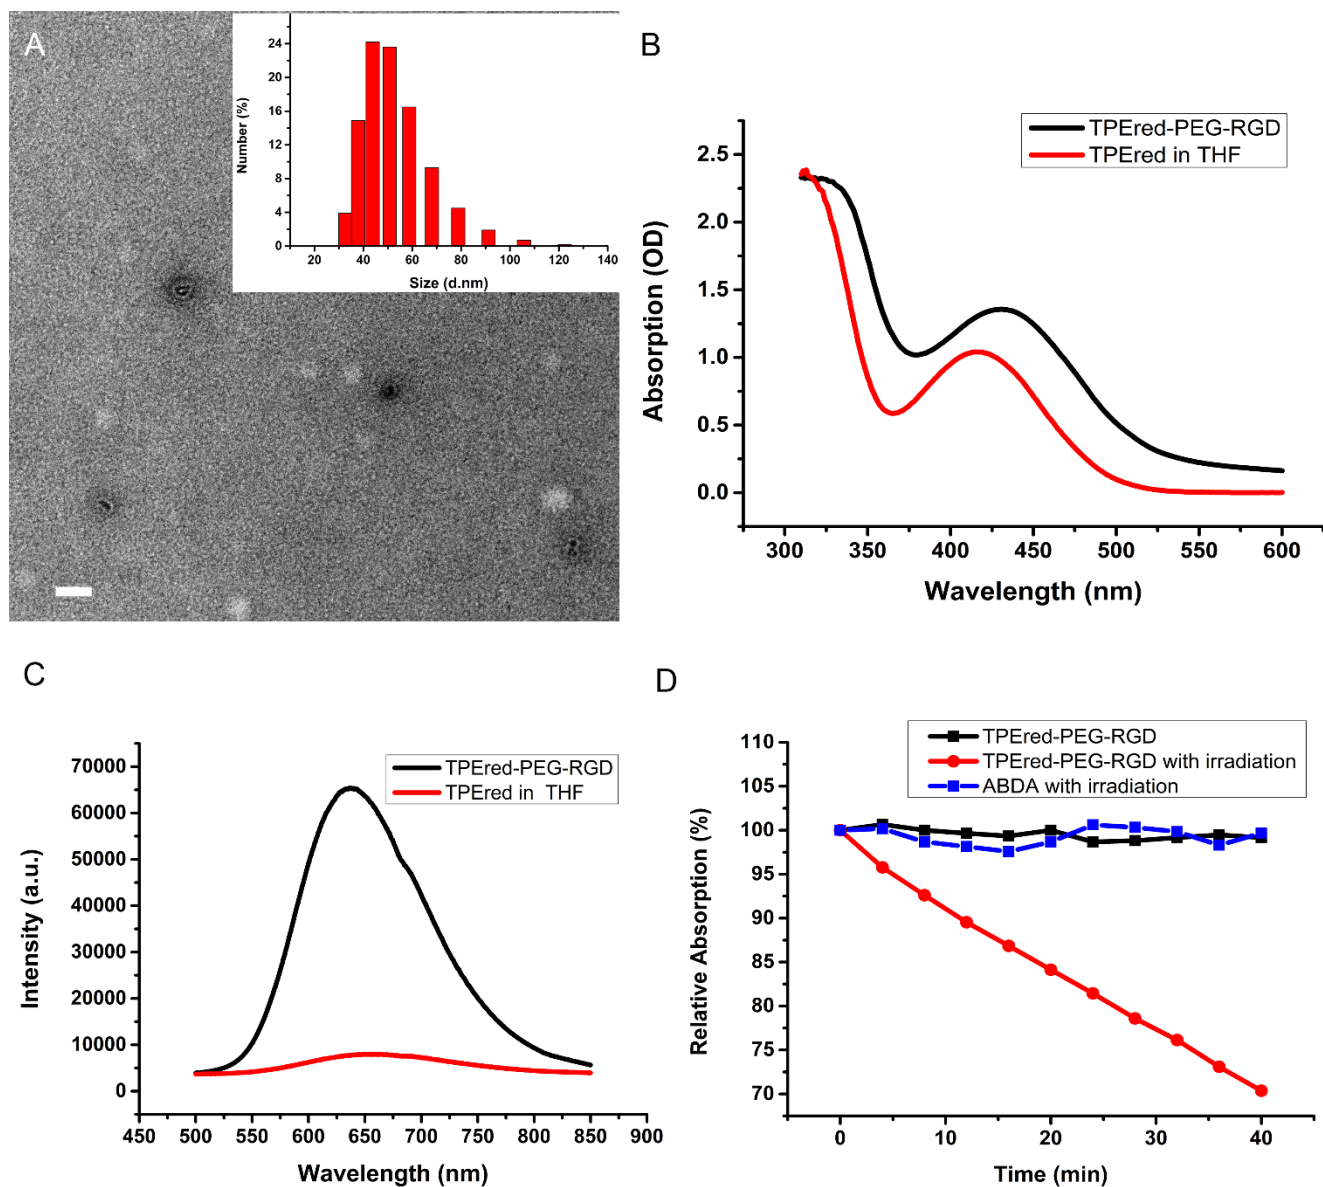 A
24
20
16
12
8
4
0
Number (%)
20 40 60 80 100 120 140
Size (d.nm)
B
TPEred-PEG-RGD
TPEred in THF
2.5
2.0
1.5
1.0
0.5
0.0
Absorption (OD)
300 350 400 450 500 550 600
Wavelength (nm)
C
TPEred-PEG-RGD
TPEred in THF
70000
60000
50000
40000
30000
20000
10000
0
Intensity (a.u.)
450 500 550 600 650 700 750 800 850 900
Wavelength (nm)
D
TPEred-PEG-RGD
TPEred-PEG-RGD with irradiation
ABDA with irradiation
110
105
100
95
90
85
80
75
70
Relative Absorption (%)
0 10 20 30 40
Time (min)